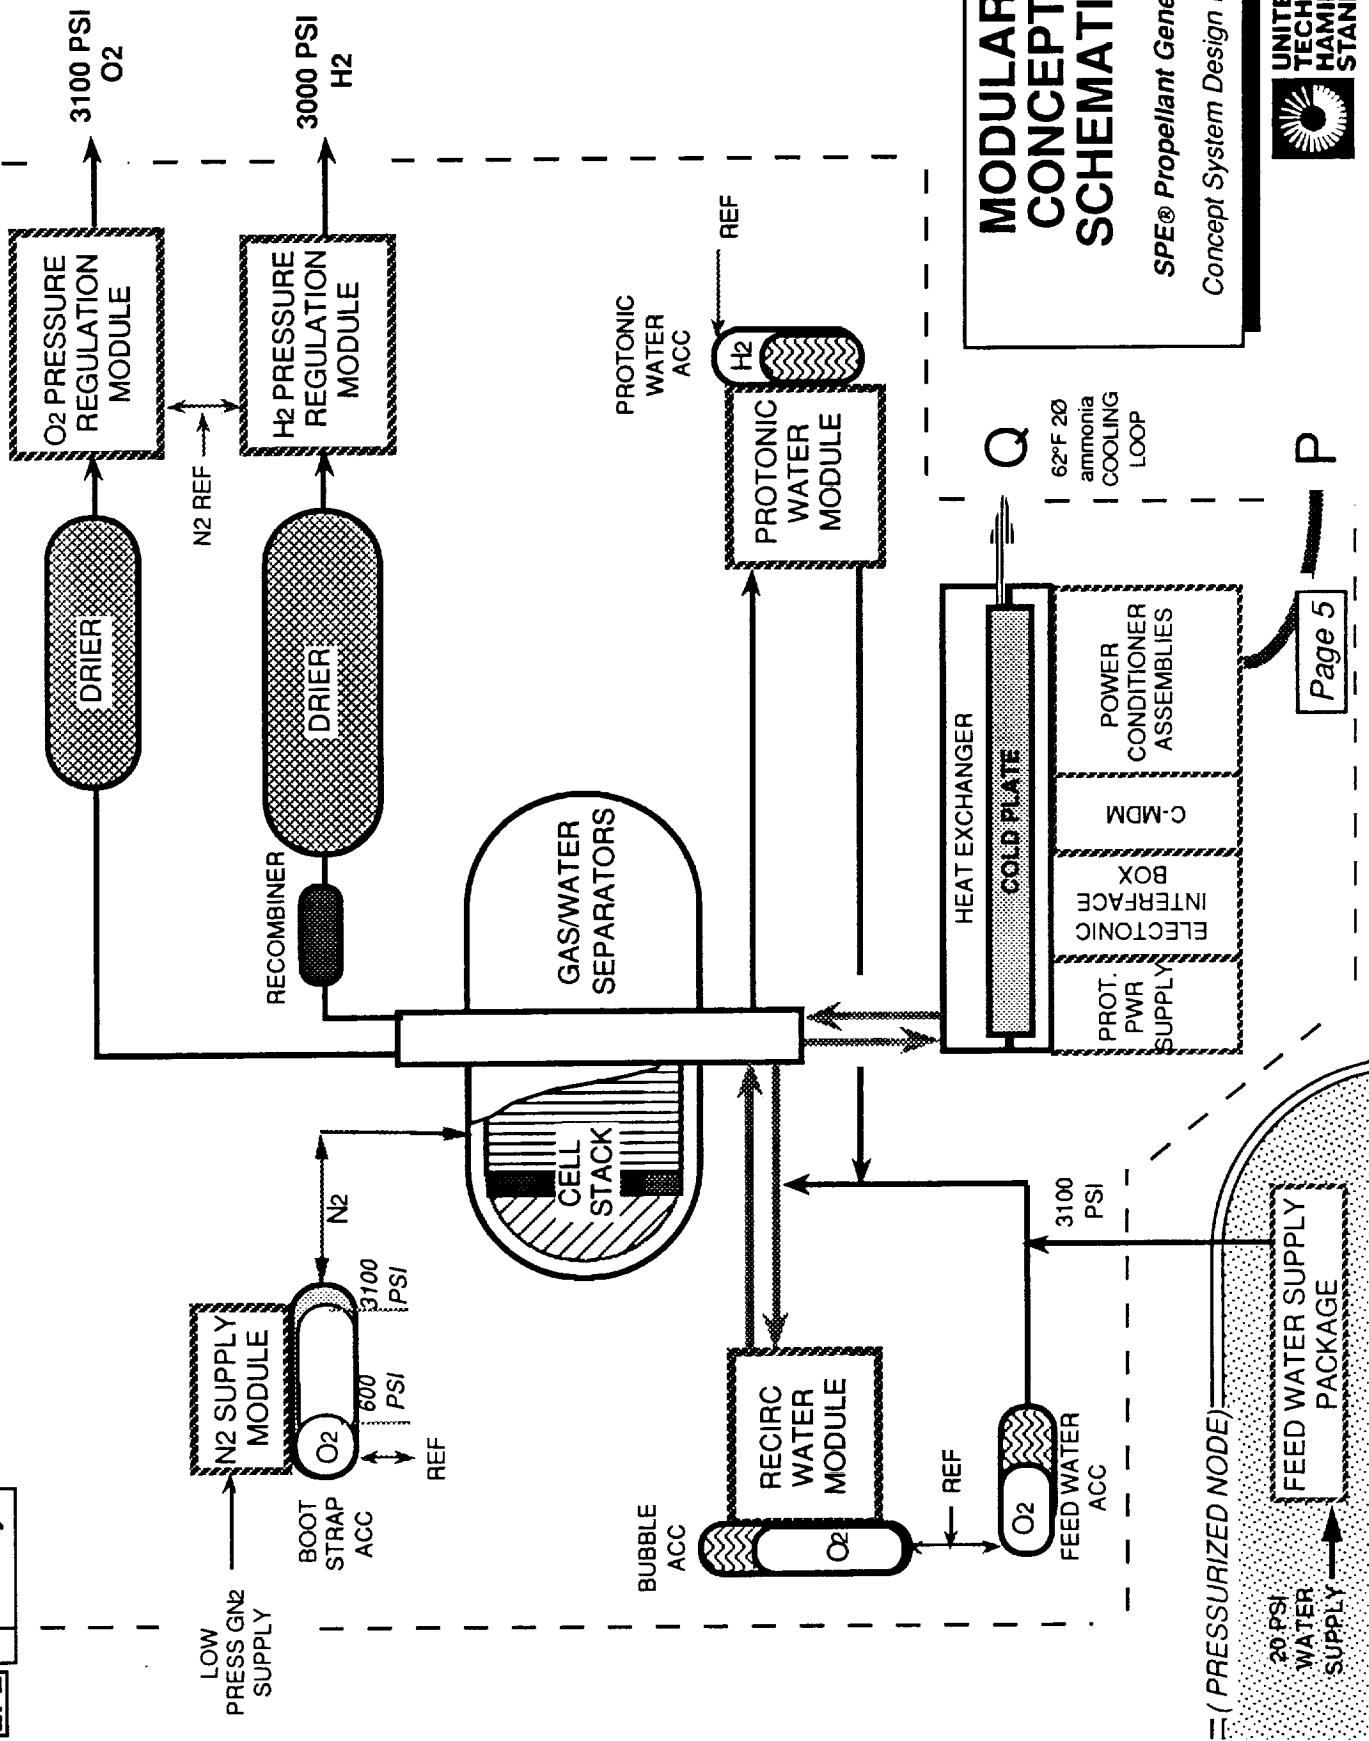 3100 PSI
O2
3000 PSI
H2
O2 PRESSURE
REGULATION
MODULE
N2 REF
H2 PRESSURE
REGULATION
MODULE
DRIER
DRIER
RECOMBINER
GAS/WATER
SEPARATORS
CELL
STACK
N2
N2 SUPPLY
MODULE
O2
600
PSI
3100
PSI
REF
BOOT
STRAP
ACC
LOW
PRESS GN2
SUPPLY
PROTONIC
WATER
ACC
H2
REF
PROTONIC
WATER
MODULE
RECIRC
WATER
MODULE
BUBBLE
ACC
O2
REF
O2
FEED WATER
ACC
3100
PSI
HEAT EXCHANGER
COLD PLATE
PROT.
PWR
SUPPLY
ELECTONIC
INTERFACE
BOX
C-MDM
POWER
CONDITIONER
ASSEMBLIES
Q
62°F 2Ø
ammonia
COOLING
LOOP
P
Page 5
= ( PRESSURIZED NODE)
FEED WATER SUPPLY
PACKAGE
20 PSI
WATER
SUPPLY
MODULAR
CONCEPT
SCHEMATI
SPE® Propellant Gene
Concept System Design
UNITE
TECH
HAMI
STAN